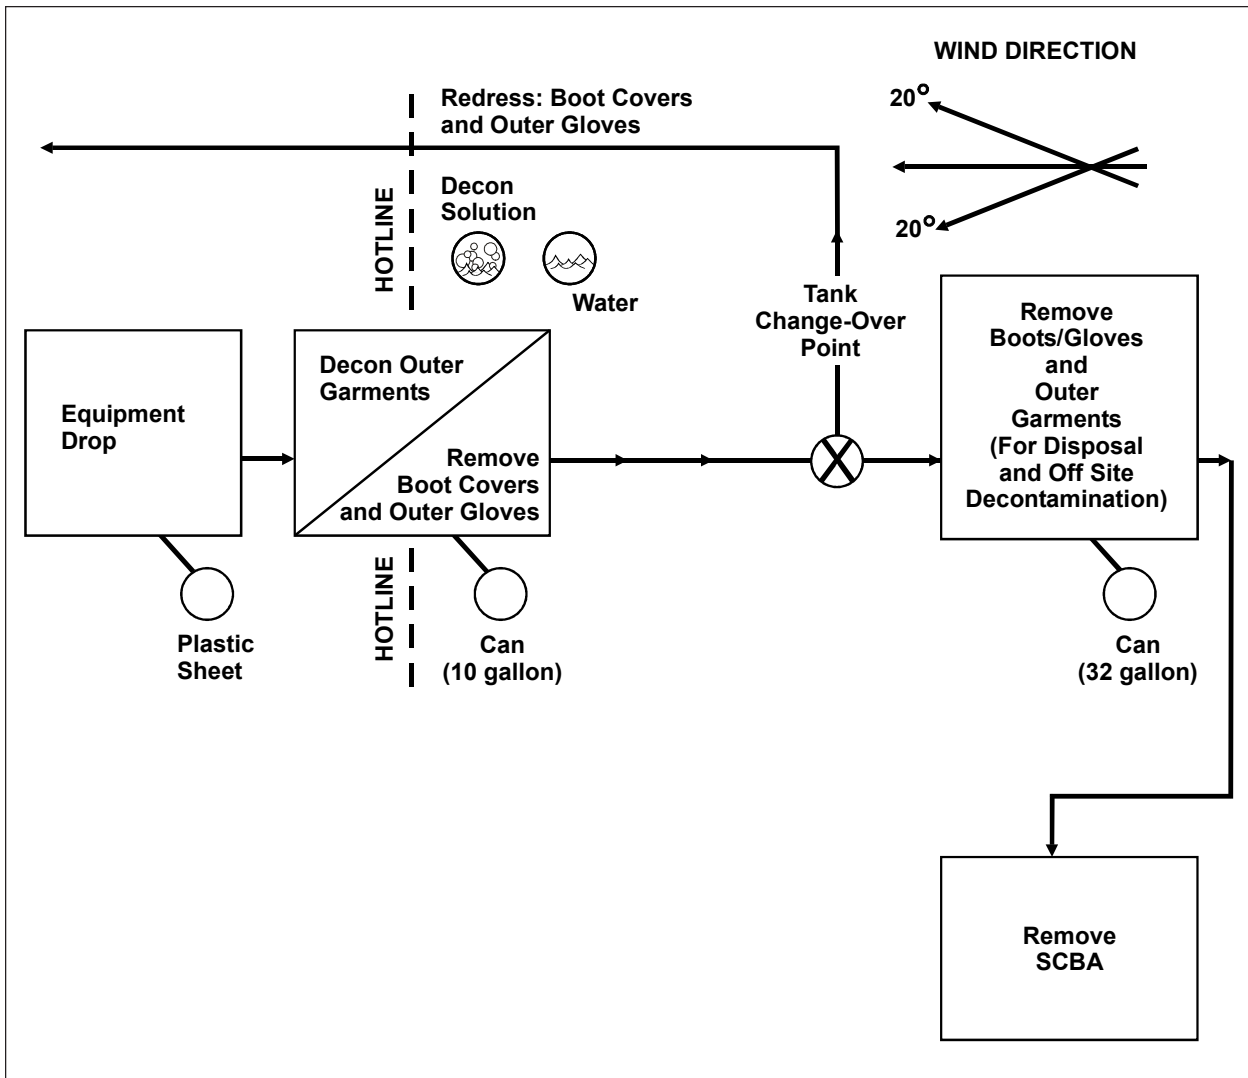 WIND DIRECTION
20°
20°
Redress: Boot Covers
and Outer Gloves
HOTLINE
Decon
Solution
Water
Tank
Change-Over
Point
Equipment
Drop
Decon Outer
Garments
Remove
Boot Covers
and Outer Gloves
Remove
Boots/Gloves
and
Outer
Garments
(For Disposal
and Off Site
Decontamination)
Plastic
Sheet
HOTLINE
Can
(10 gallon)
Can
(32 gallon)
Remove
SCBA